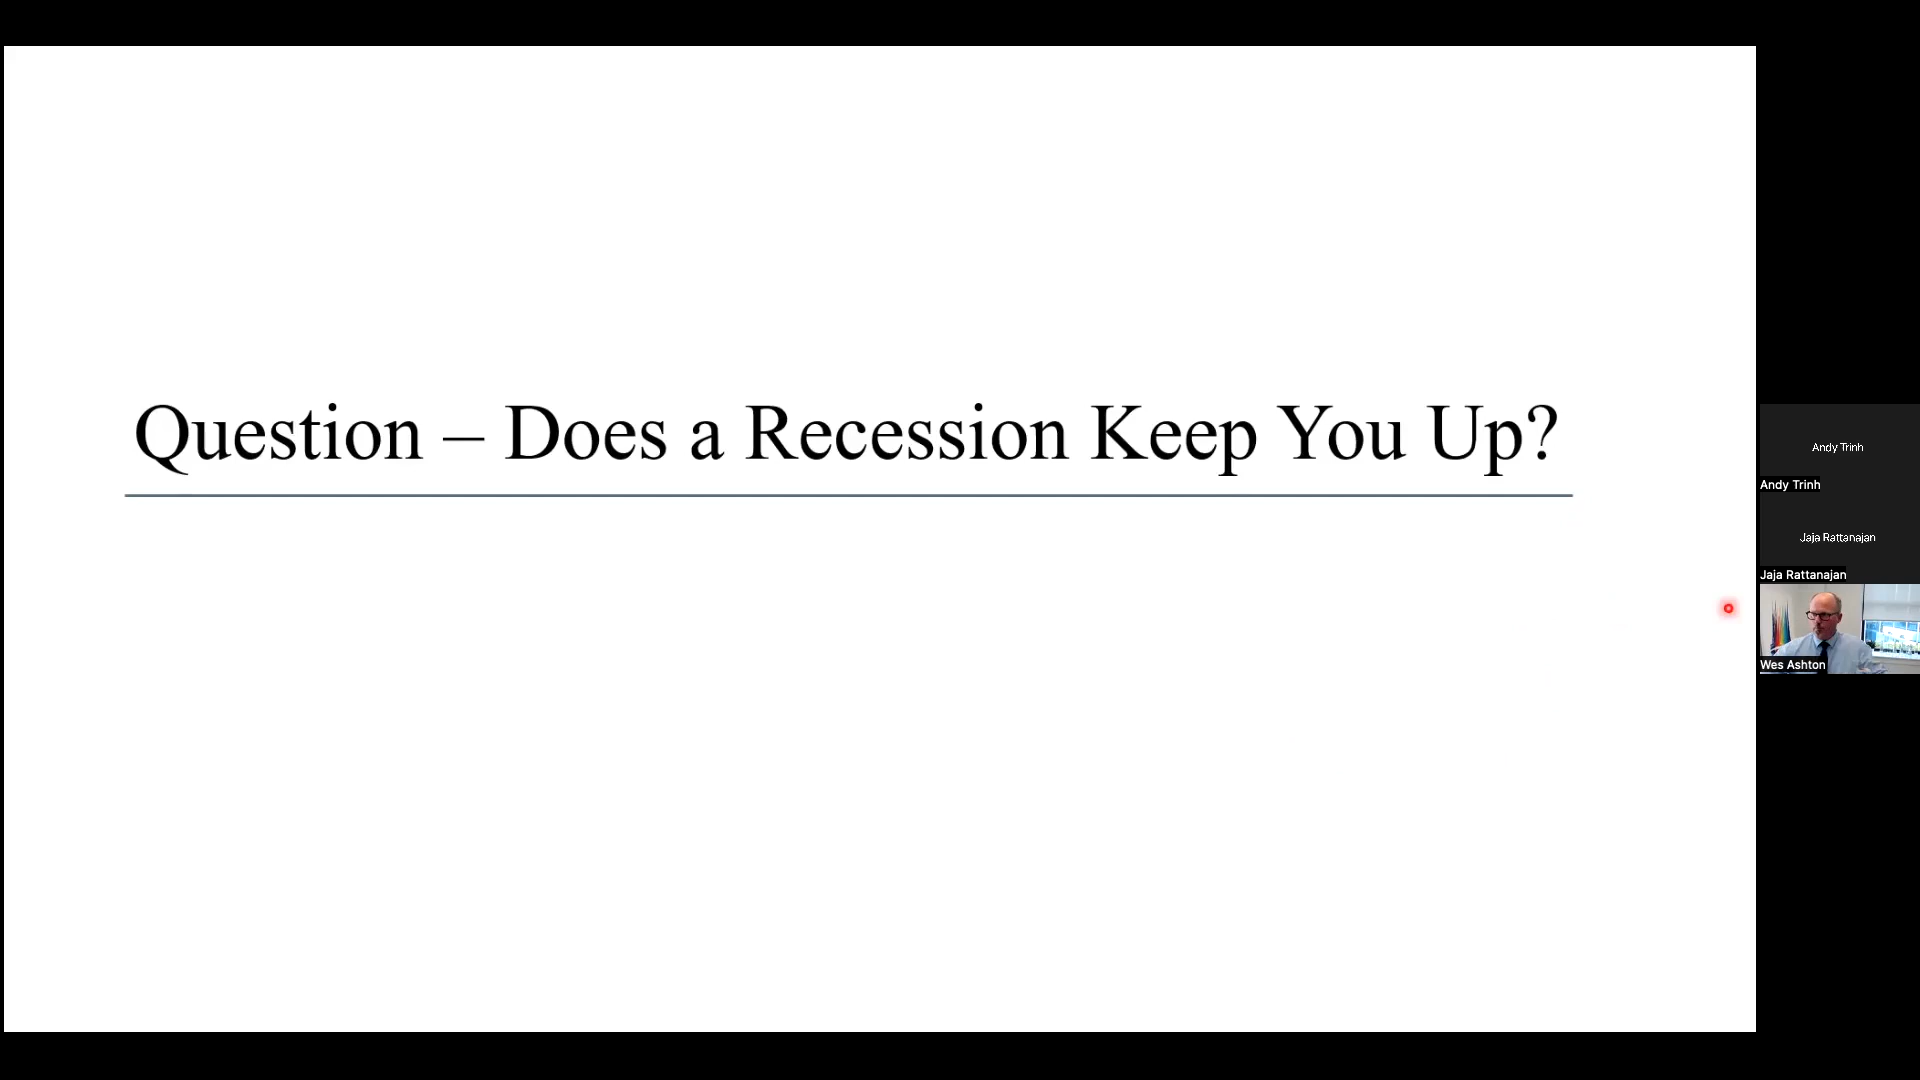 Question – Does a Recession Keep You Up?
Andy Trinh
Andy Trinh
Jaja Rattanajan
Jaja Rattanajan
Wes Ashton